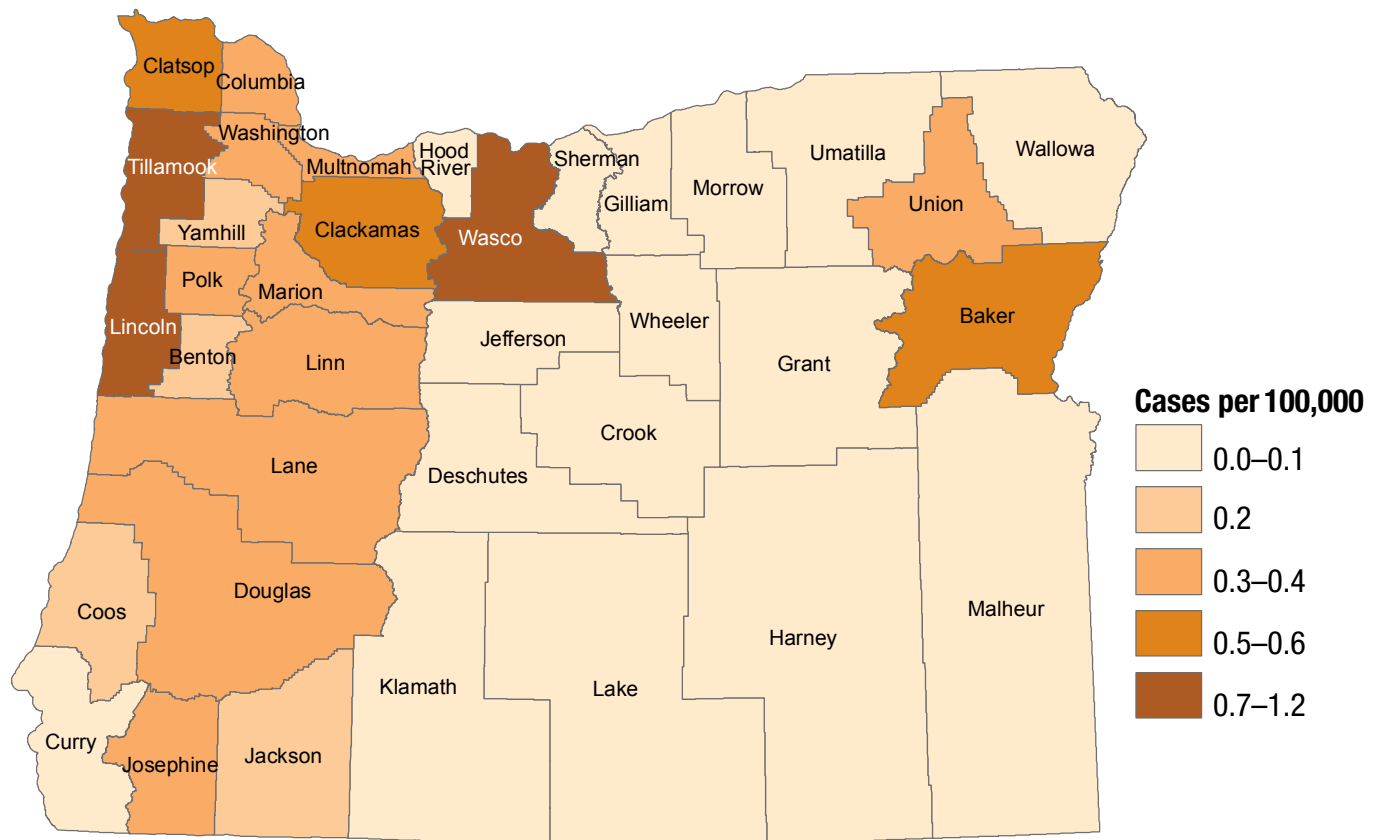 Clatsop
Columbia
Washington
Tillamook
Multnomah
Hood
River
Sherman
Gilliam
Morrow
Umatilla
Wallowa
Union
Yamhill
Clackamas
Wasco
Polk
Marion
Lincoln
Benton
Linn
Jefferson
Wheeler
Grant
Baker
Cases per 100,000
0.0–0.1
0.2
0.3–0.4
0.5–0.6
0.7–1.2
Lane
Deschutes
Crook
Coos
Douglas
Malheur
Harney
Klamath
Lake
Curry
Josephine
Jackson